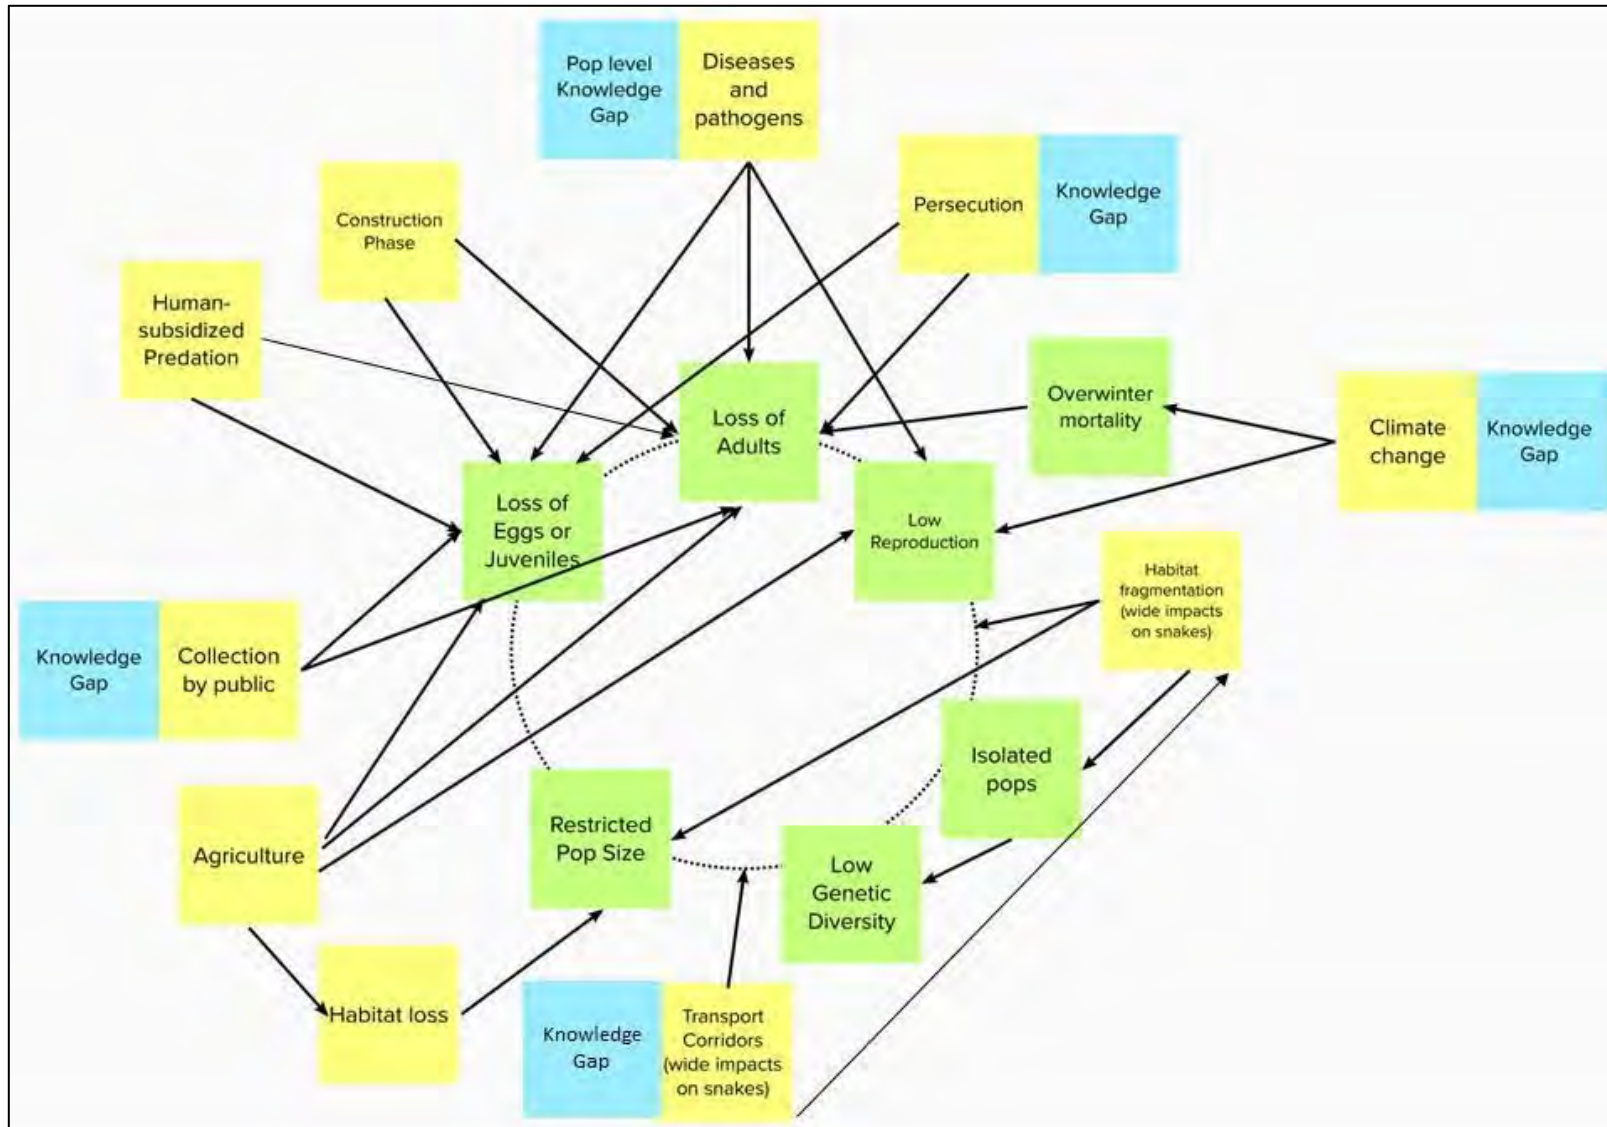 Pop level
Knowledge
Gap
Diseases
and
pathogens
Persecution
Knowledge
Gap
Construction
Phase
Human-
subsidized
Predation
Loss of
Adults
Overwinter
mortality
Climate
change
Knowledge
Gap
Loss of
Eggs or
Juveniles
Low
Reproduction
Habitat
fragmentation
(wide impacts
on snakes)
Knowledge
Gap
Collection
by public
Isolated
pops
Agriculture
Restricted
Pop Size
Low
Genetic
Diversity
Habitat loss
Knowledge
Gap
Transport
Corridors
(wide impacts
on snakes)